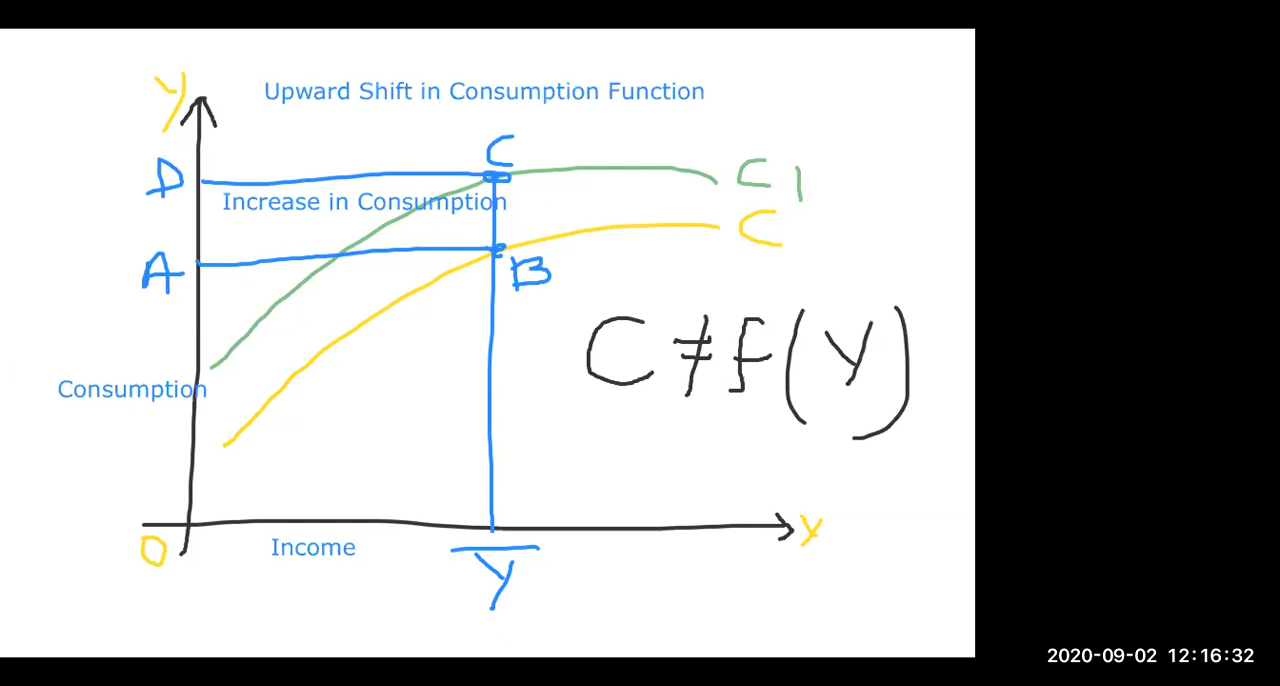 Y
Upward Shift in Consumption Function
C
D
C1
Increase in Consumption
C
A
B
C ≠ F(Y)
Consumption
O
X
Income
Y̅
2020-09-02 12:16:32